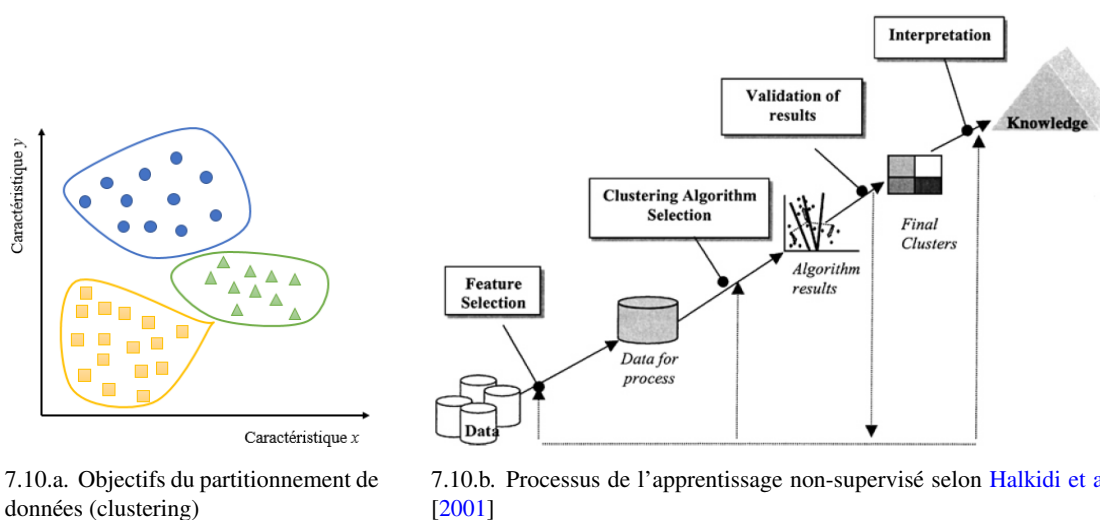 Caractéristique y
Caractéristique x
Interpretation
Knowledge
Validation of
results
Final
Clusters
Clustering Algorithm
Selection
Algorithm
results
Feature
Selection
Data for
process
Data
7.10.a. Objectifs du partitionnement de
données (clustering)
7.10.b. Processus de l'apprentissage non-supervisé selon Halkidi et a
[2001]